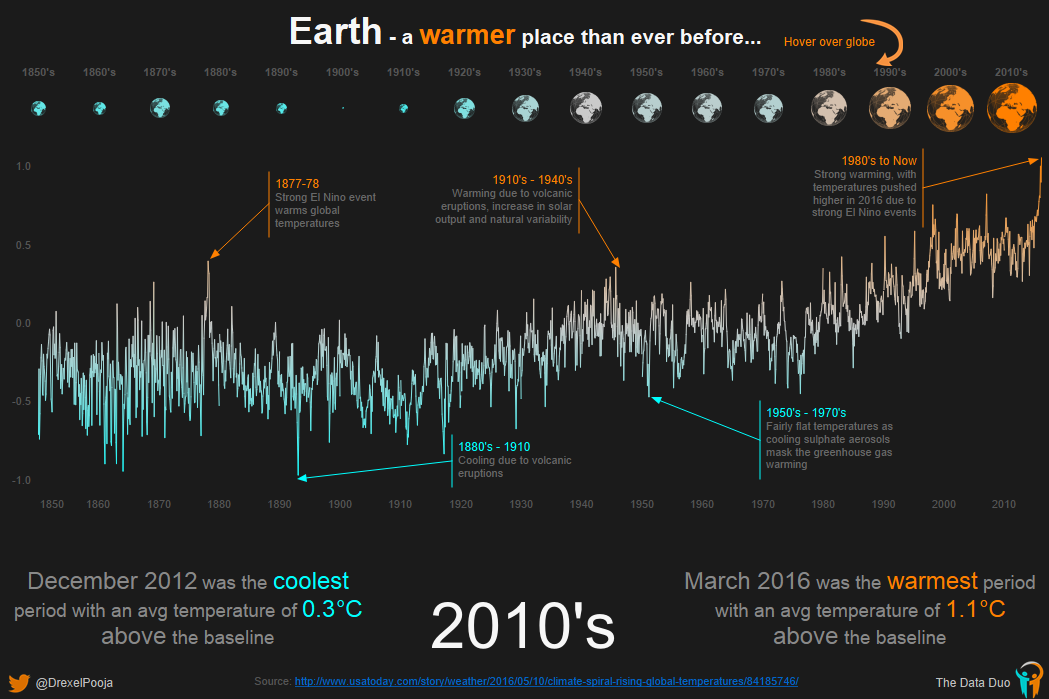 Earth - a warmer place than ever before...
Hover over globe
1850's 1860's 1870's 1880's 1890's 1900's 1910's 1920's 1930's 1940's 1950's 1960's 1970's 1980's 1990's 2000's 2010's
1.0
0.5
0.0
-0.5
-1.0
1877-78
Strong El Nino event
warms global
temperatures
1910's - 1940's
Warming due to volcanic
eruptions, increase in solar
output and natural variability
1980's to Now
Strong warming, with
temperatures pushed
higher in 2016 due to
strong El Nino events
1880's - 1910
Cooling due to volcanic
eruptions
1950's - 1970's
Fairly flat temperatures as
cooling sulphate aerosols
mask the greenhouse gas
warming
1850 1860 1870 1880 1890 1900 1910 1920 1930 1940 1950 1960 1970 1980 1990 2000 2010
December 2012 was the coolest
period with an avg temperature of 0.3°C
above the baseline
2010's
March 2016 was the warmest period
with an avg temperature of 1.1°C
above the baseline
@DrexelPooja
Source: http://www.usatoday.com/story/weather/2016/05/10/climate-spiral-rising-global-temperatures/84185746/
The Data Duo